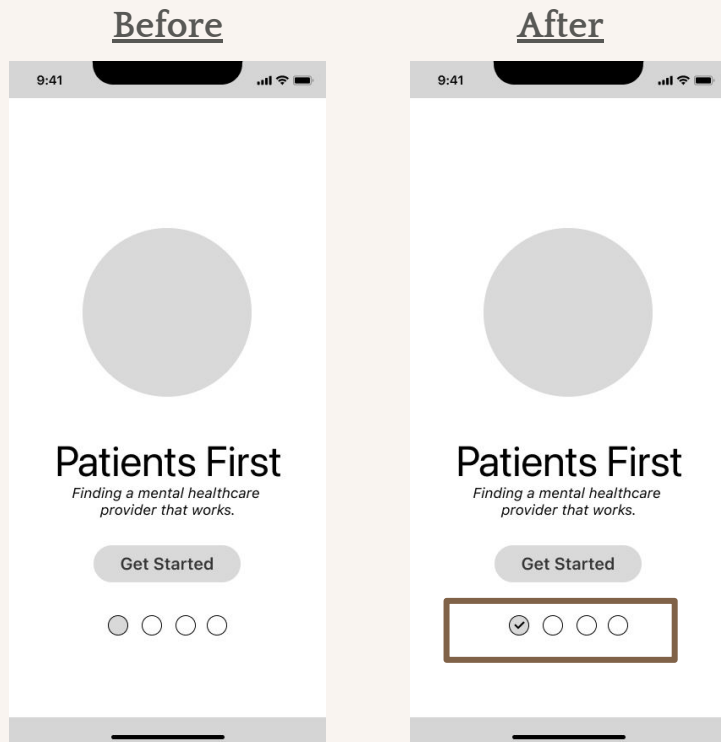 Before
9:41
Patients First
Finding a mental healthcare
provider that works.
Get Started
After
9:41
Patients First
Finding a mental healthcare
provider that works.
Get Started